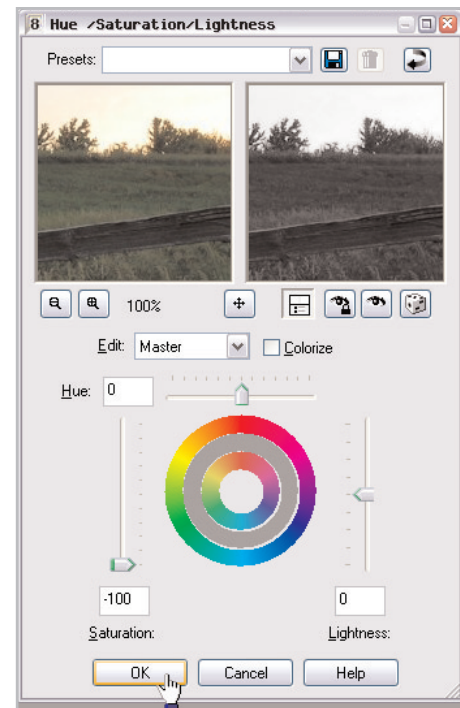 8 Hue /Saturation/Lightness
Presets:
100%
Edit: Master Colorize
Hue: 0
-100 0
Saturation: Lightness:
OK Cancel Help